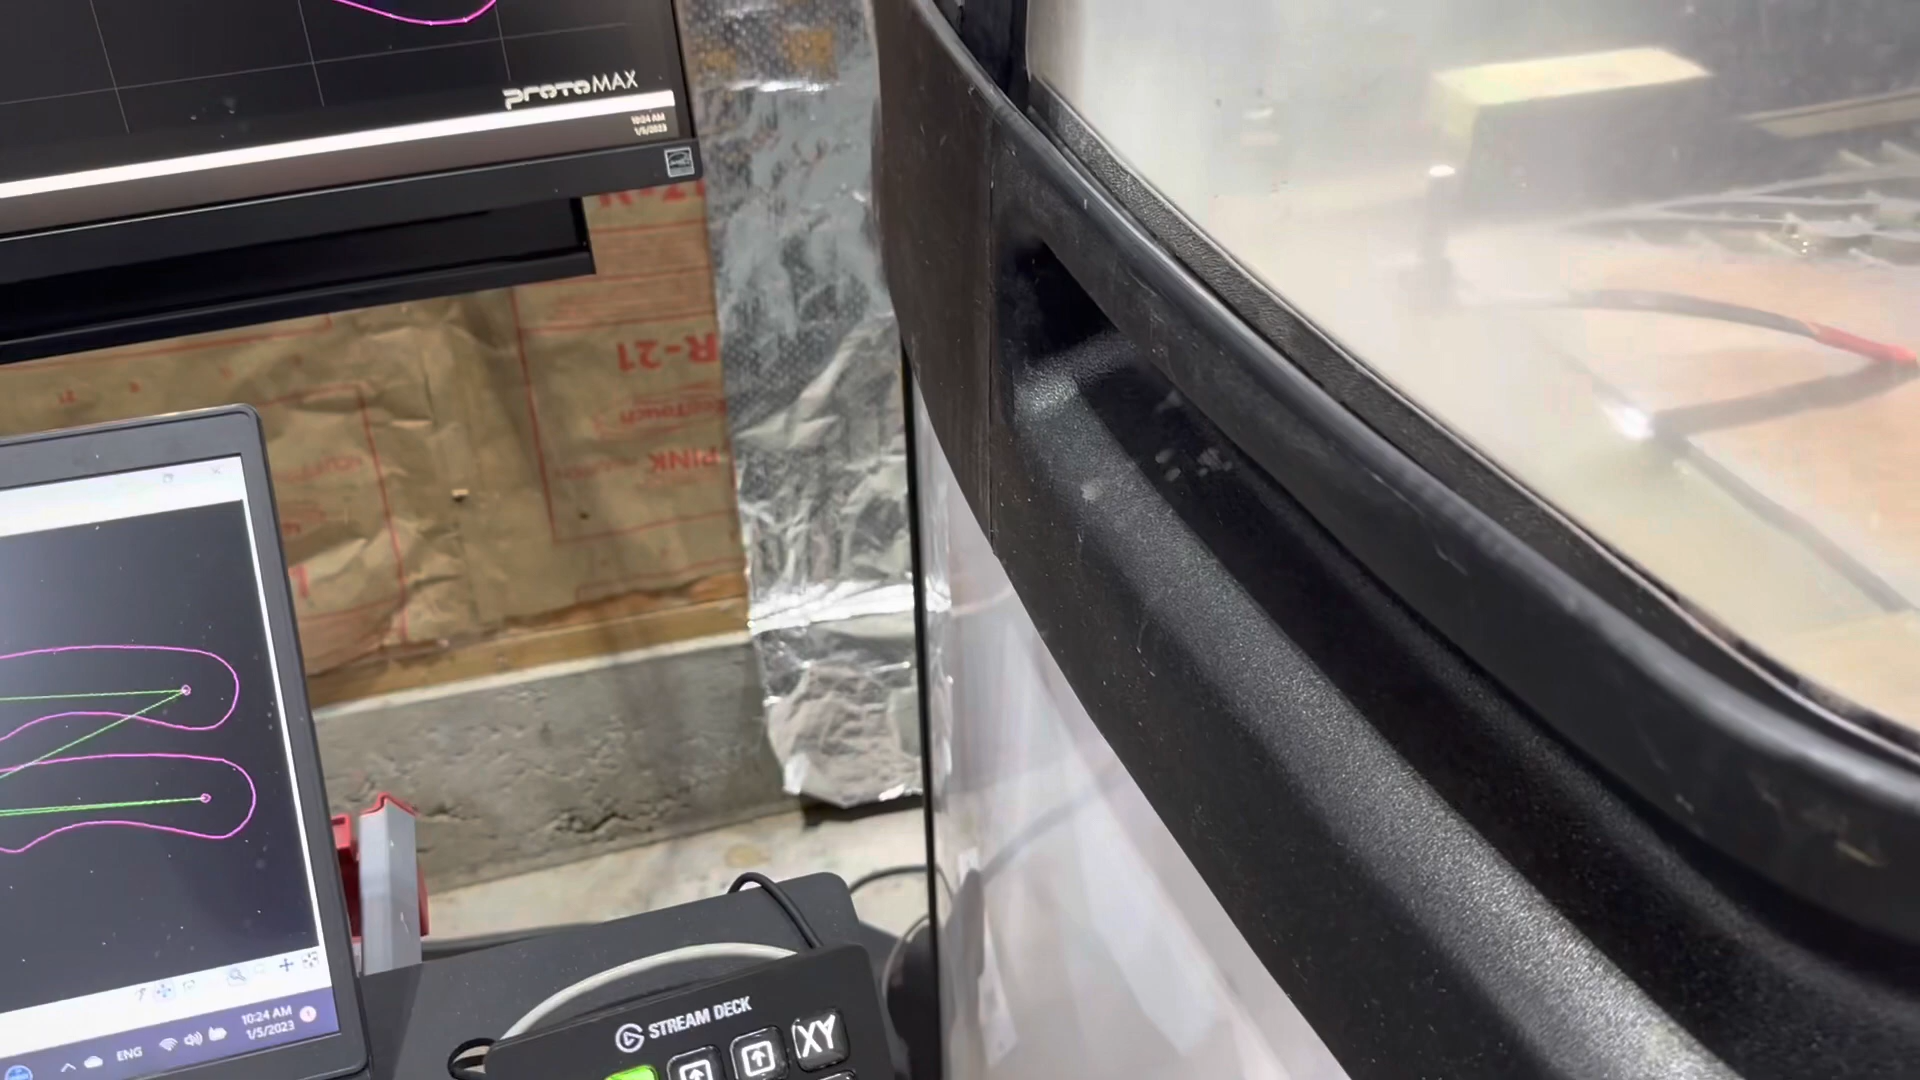 protoMAX
10:24 AM
1/5/2023
R-21
PINK
ENG
10:24 AM
1/5/2023
1
STREAM DECK
XY